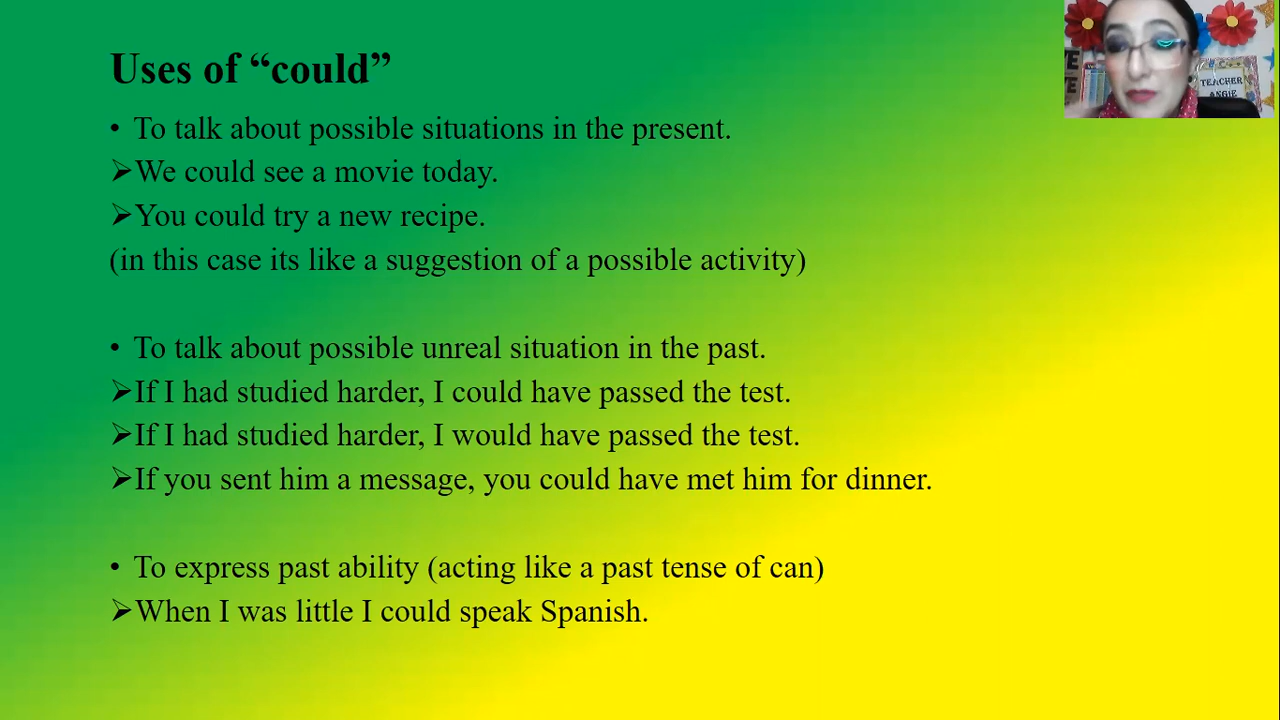 Uses of “could”
• To talk about possible situations in the present.
➢We could see a movie today.
➢You could try a new recipe.
(in this case its like a suggestion of a possible activity)
• To talk about possible unreal situation in the past.
➢If I had studied harder, I could have passed the test.
➢If I had studied harder, I would have passed the test.
➢If you sent him a message, you could have met him for dinner.
• To express past ability (acting like a past tense of can)
➢When I was little I could speak Spanish.
TEACHER
ANGIE